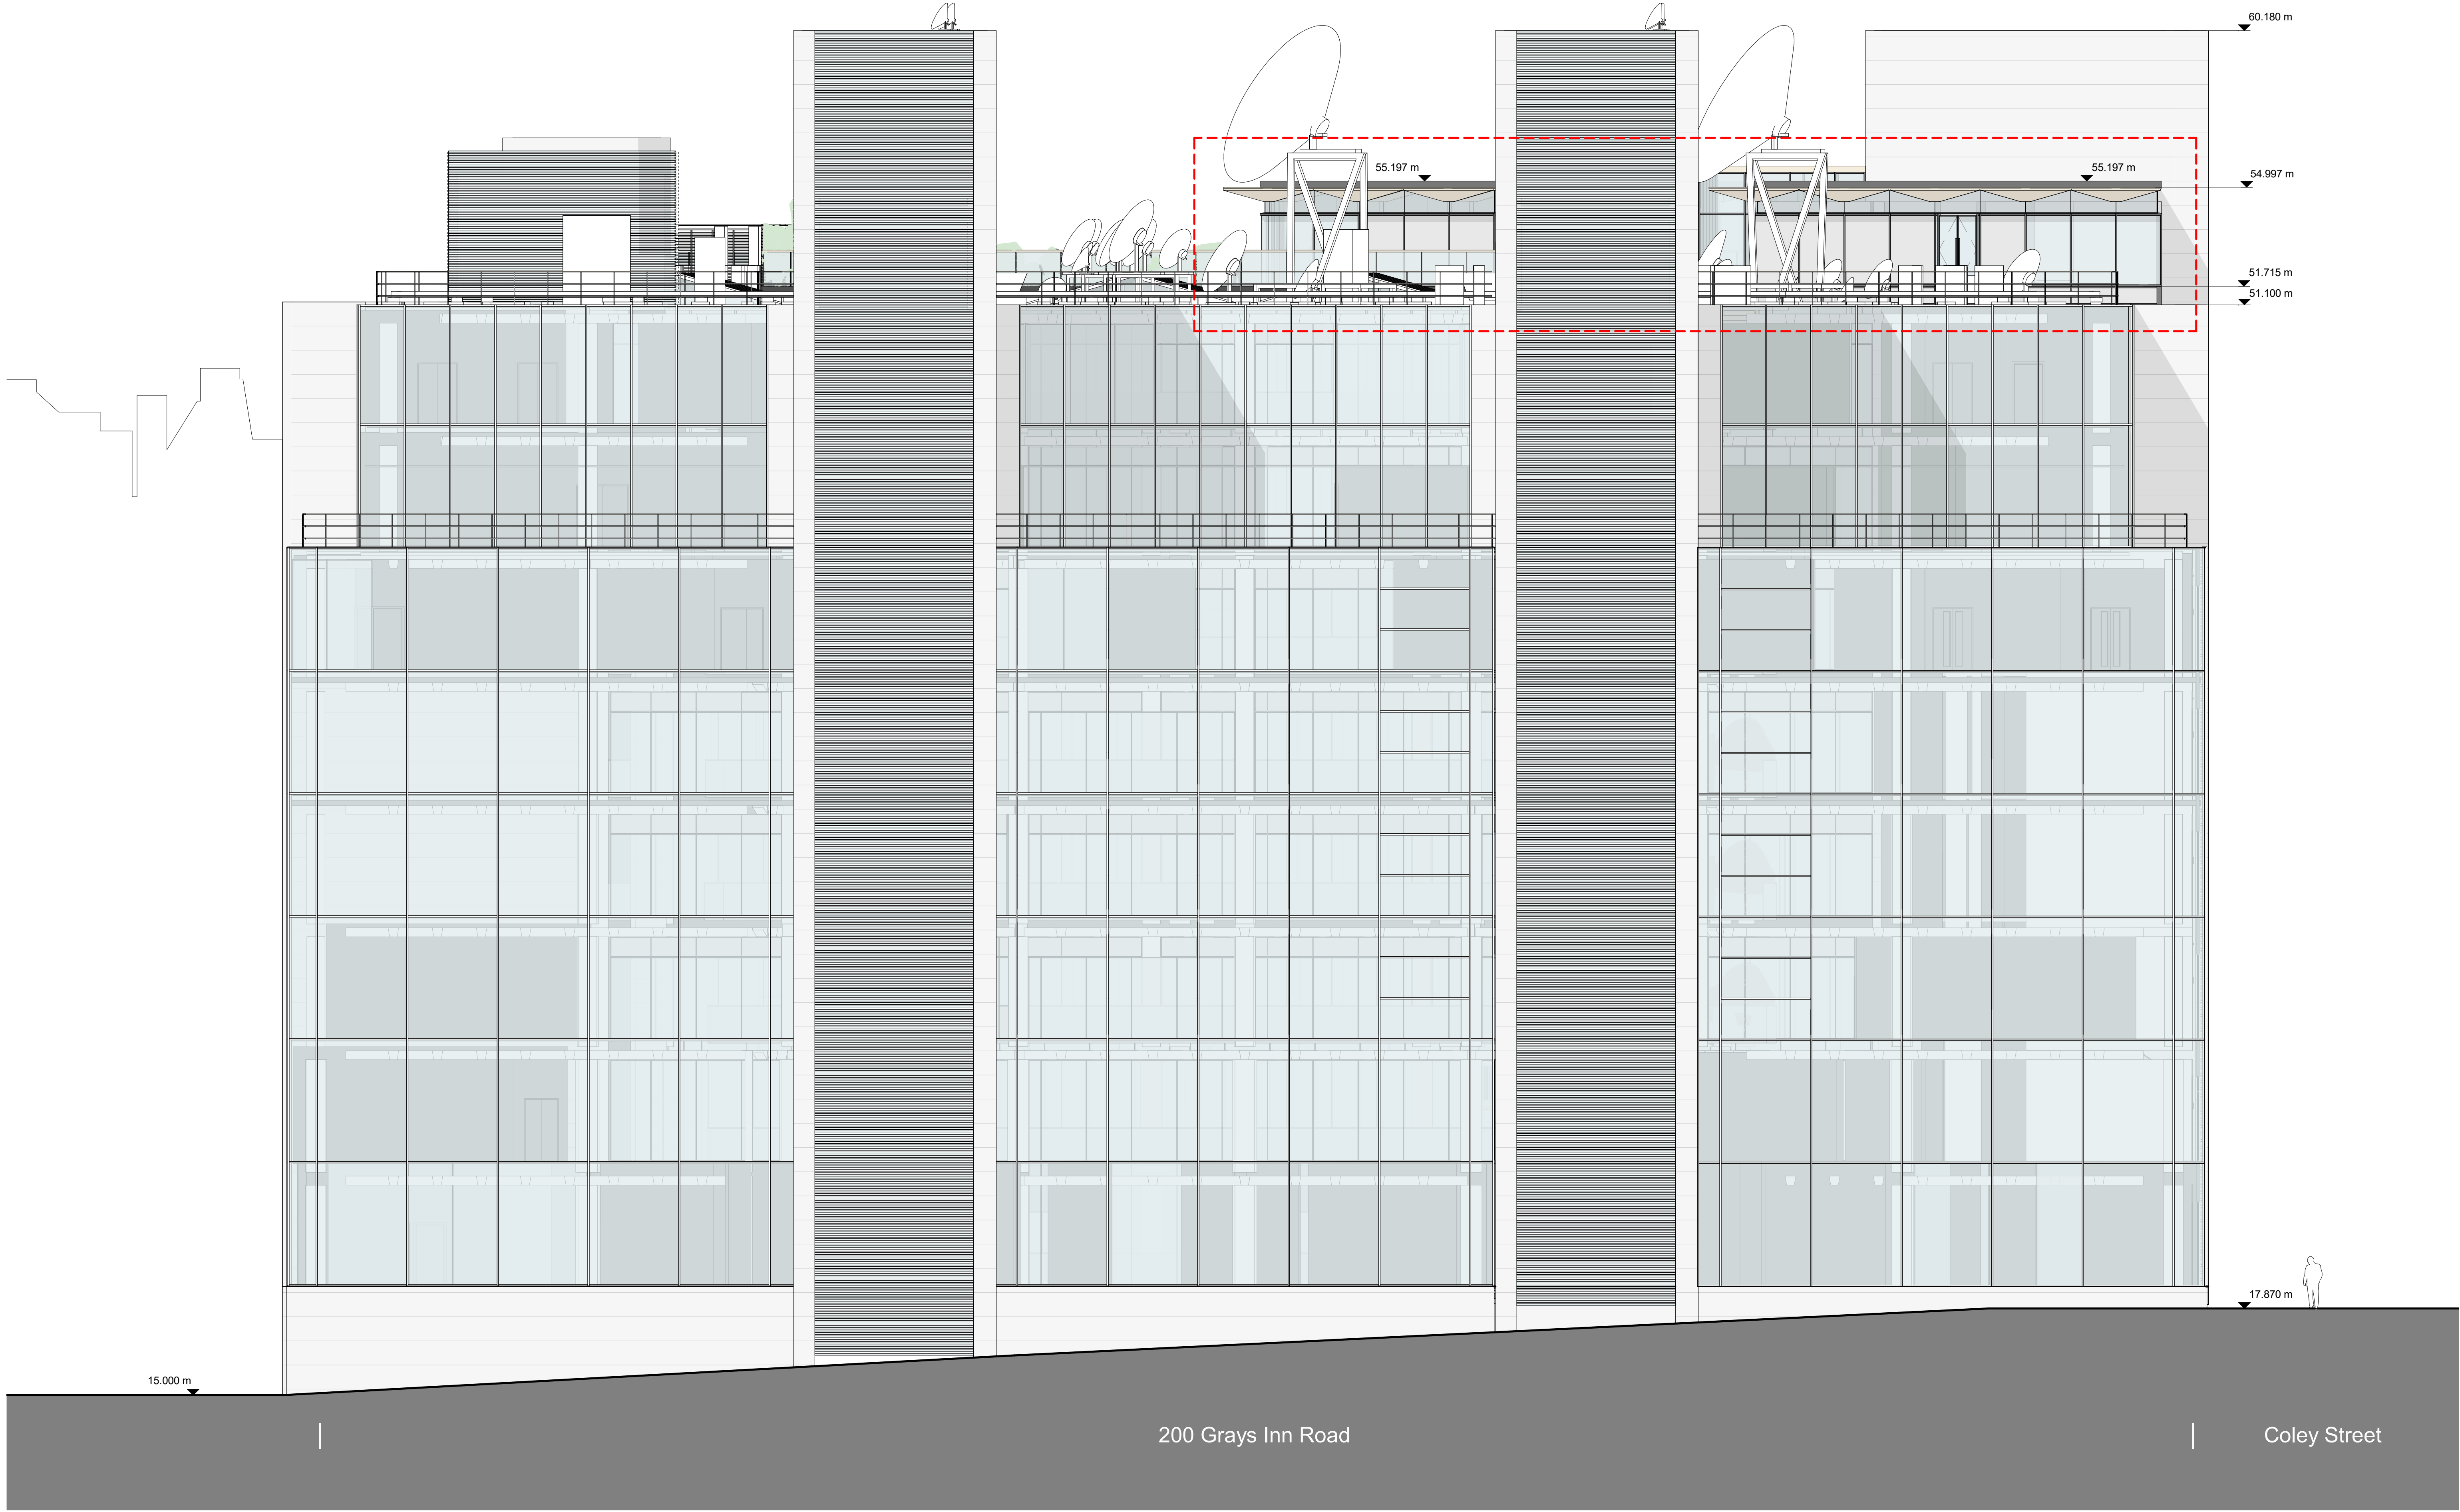 60.180 m
55.197 m
55.197 m
54.997 m
51.715 m
51.100 m
17.870 m
15.000 m
200 Grays Inn Road
Coley Street